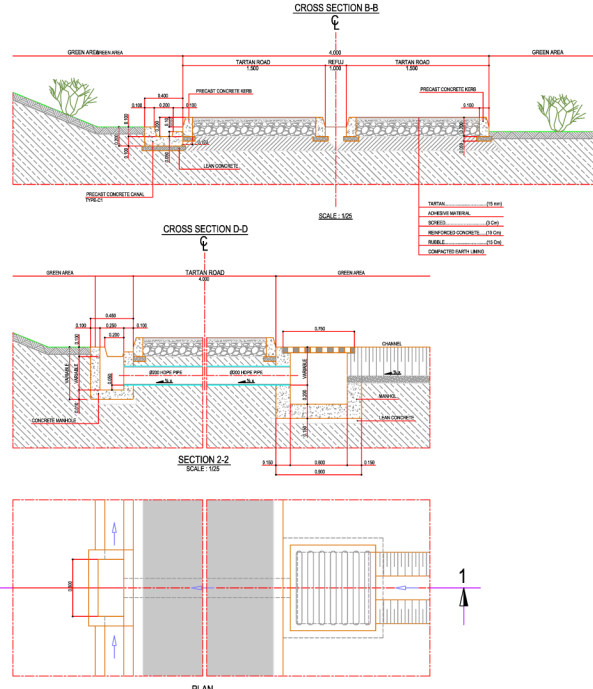 CROSS SECTION B-B
GREEN AREA
GREEN AREA
4.000
GREEN AREA
TARTAN ROAD
REFUJ
TARTAN ROAD
1.500
1.000
1.500
0.400
PRECAST CONCRETE KERB
PRECAST CONCRETE KERB
0.100
0.200
0.100
0.100
LEAN CONCRETE
PRECAST CONCRETE CANAL
TYPE-C1
SCALE : 1/25
TARTAN (15 mm)
ADHESIVE MATERIAL
SCREED (3 Cm)
REINFORCED CONCRETE (15 Cm)
RUBBLE (15 Cm)
COMPACTED EARTH LINING
CROSS SECTION D-D
GREEN AREA
TARTAN ROAD
GREEN AREA
4.000
0.450
0.100
0.250
0.100
0.200
0.750
CHANNEL
VARIABLE
VARIABLE
VARIABLE
Ø200 HDPE PIPE
Ø200 HDPE PIPE
MANHOL
CONCRETE MANHOLE
LEAN CONCRETE
SECTION 2-2
SCALE : 1/25
0.150
0.600
0.150
0.900
1
PLAN